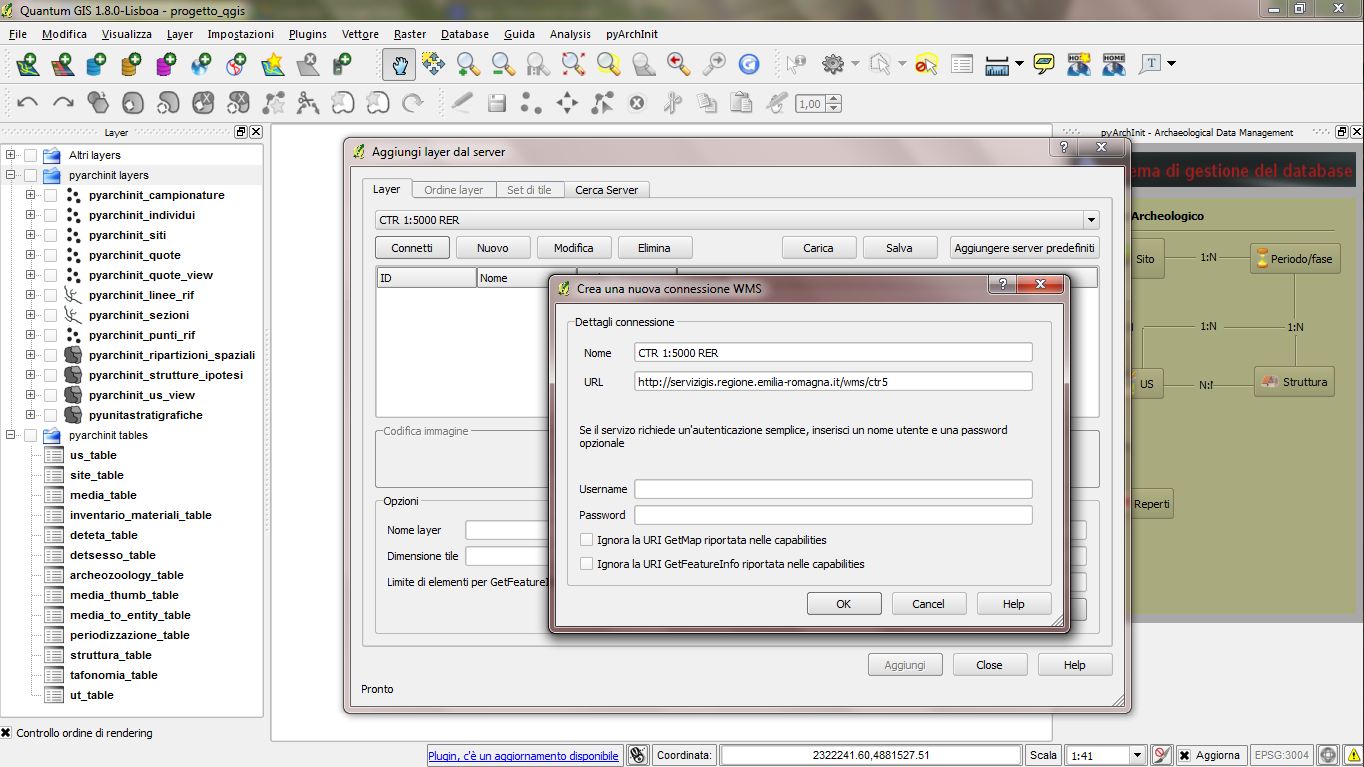 Quantum GIS 1.8.0-Lisboa - progetto_qgis
File Modifica Visualizza Layer Impostazioni Plugins Vettore Raster Database Guida Analysis pyArchInit
1,00
Layer
Altri layers
pyarchinit layers
pyarchinit_campionature
pyarchinit_individui
pyarchinit_siti
pyarchinit_quote
pyarchinit_quote_view
pyarchinit_linee_rif
pyarchinit_sezioni
pyarchinit_punti_rif
pyarchinit_ripartizioni_spaziali
pyarchinit_strutture_ipotesi
pyarchinit_us_view
pyunitastratigrafiche
pyarchinit tables
us_table
site_table
media_table
inventario_materiali_table
deteta_table
detsesso_table
archeozoology_table
media_thumb_table
media_to_entity_table
periodizzazione_table
struttura_table
tafonomia_table
ut_table
Controllo ordine di rendering
Aggiungi layer dal server
Layer Ordine layer Set di tile Cerca Server
CTR 1:5000 RER
Connetti Nuovo Modifica Elimina Carica Salva Aggiungere server predefiniti
ID Nome
Codifica immagine
Opzioni
Nome layer
Dimensione tile
Limite di elementi per GetFeatureI
Aggiungi Close Help
Pronto
Crea una nuova connessione WMS
Dettagli connessione
Nome CTR 1:5000 RER
URL http://servizigis.regione.emilia-romagna.it/wms/ctr5
Se il servizo richiede un'autenticazione semplice, inserisci un nome utente e una password
opzionale
Username
Password
Ignora la URI GetMap riportata nelle capabilities
Ignora la URI GetFeatureInfo riportata nelle capabilities
OK Cancel Help
pyArchInit - Archaeological Data Management
ema di gestione del database
Archeologico
Sito 1:N Periodo/fase
1:N 1:N
US N:! Struttura
Reperti
Plugin, c'è un aggiornamento disponibile Coordinata: 2322241.60,4881527.51 Scala 1:41 Aggiorna EPSG:3004